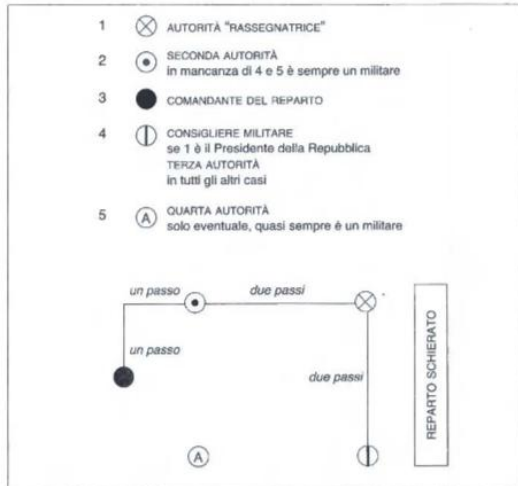 1 AUTORITÀ "RASSEGNATRICE"
2 SECONDA AUTORITÀ
in mancanza di 4 e 5 è sempre un militare
3 COMANDANTE DEL REPARTO
4 CONSIGLIERE MILITARE
se 1 è il Presidente della Repubblica
TERZA AUTORITÀ
in tutti gli altri casi
5 A QUARTA AUTORITÀ
solo eventuale, quasi sempre è un militare
un passo due passi
un passo
due passi
REPARTO SCHIERATO
A